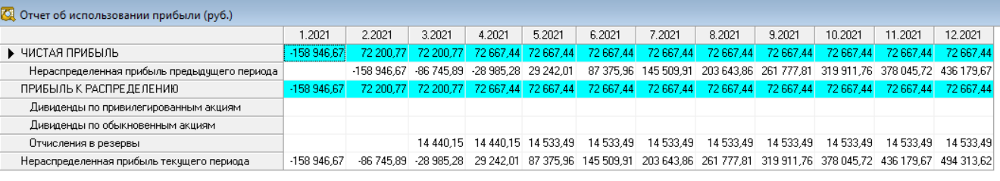 Отчет об использовании прибыли (руб.)
1.2021 2.2021 3.2021 4.2021 5.2021 6.2021 7.2021 8.2021 9.2021 10.2021 11.2021 12.2021
ЧИСТАЯ ПРИБЫЛЬ -158 946,67 72 200,77 72 200,77 72 667,44 72 667,44 72 667,44 72 667,44 72 667,44 72 667,44 72 667,44 72 667,44 72 667,44
Нераспределенная прибыль предыдущего периода -158 946,67 -86 745,89 -28 985,28 29 242,01 87 375,96 145 509,91 203 643,86 261 777,81 319 911,76 378 045,72 436 179,67
ПРИБЫЛЬ К РАСПРЕДЕЛЕНИЮ -158 946,67 72 200,77 72 200,77 72 667,44 72 667,44 72 667,44 72 667,44 72 667,44 72 667,44 72 667,44 72 667,44 72 667,44
Дивиденды по привилегированным акциям
Дивиденды по обыкновенным акциям
Отчисления в резервы 14 440,15 14 440,15 14 533,49 14 533,49 14 533,49 14 533,49 14 533,49 14 533,49 14 533,49 14 533,49
Нераспределенная прибыль текущего периода -158 946,67 -86 745,89 -28 985,28 29 242,01 87 375,96 145 509,91 203 643,86 261 777,81 319 911,76 378 045,72 436 179,67 494 313,62